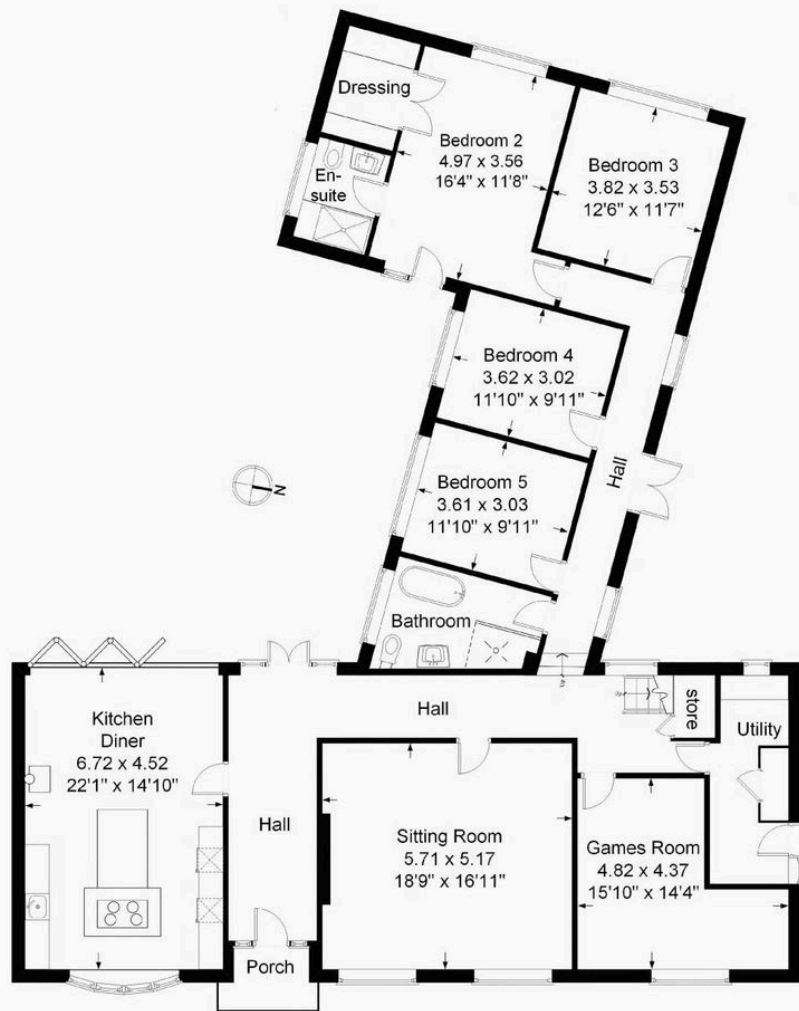 Dressing
Bedroom 2
4.97 x 3.56
16'4" x 11'8"
Bedroom 3
3.82 x 3.53
12'6" x 11'7"
En-
suite
Bedroom 4
3.62 x 3.02
11'10" x 9'11"
Hall
Bedroom 5
3.61 x 3.03
11'10" x 9'11"
N
Bathroom
Kitchen
Diner
6.72 x 4.52
22'1" x 14'10"
Hall
store
Utility
Hall
Sitting Room
5.71 x 5.17
18'9" x 16'11"
Games Room
4.82 x 4.37
15'10" x 14'4"
Porch